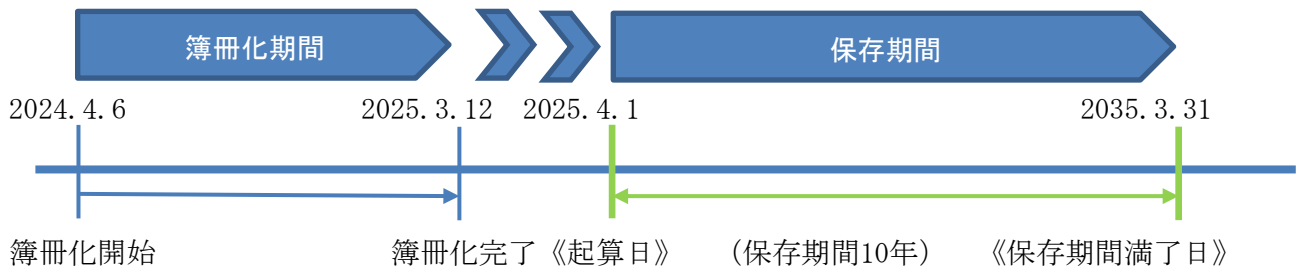 簿冊化期間 保存期間
2024.4.6 2025.3.12 2025.4.1 2035.3.31
簿冊化開始 簿冊化完了《起算日》 (保存期間10年) 《保存期間満了日》